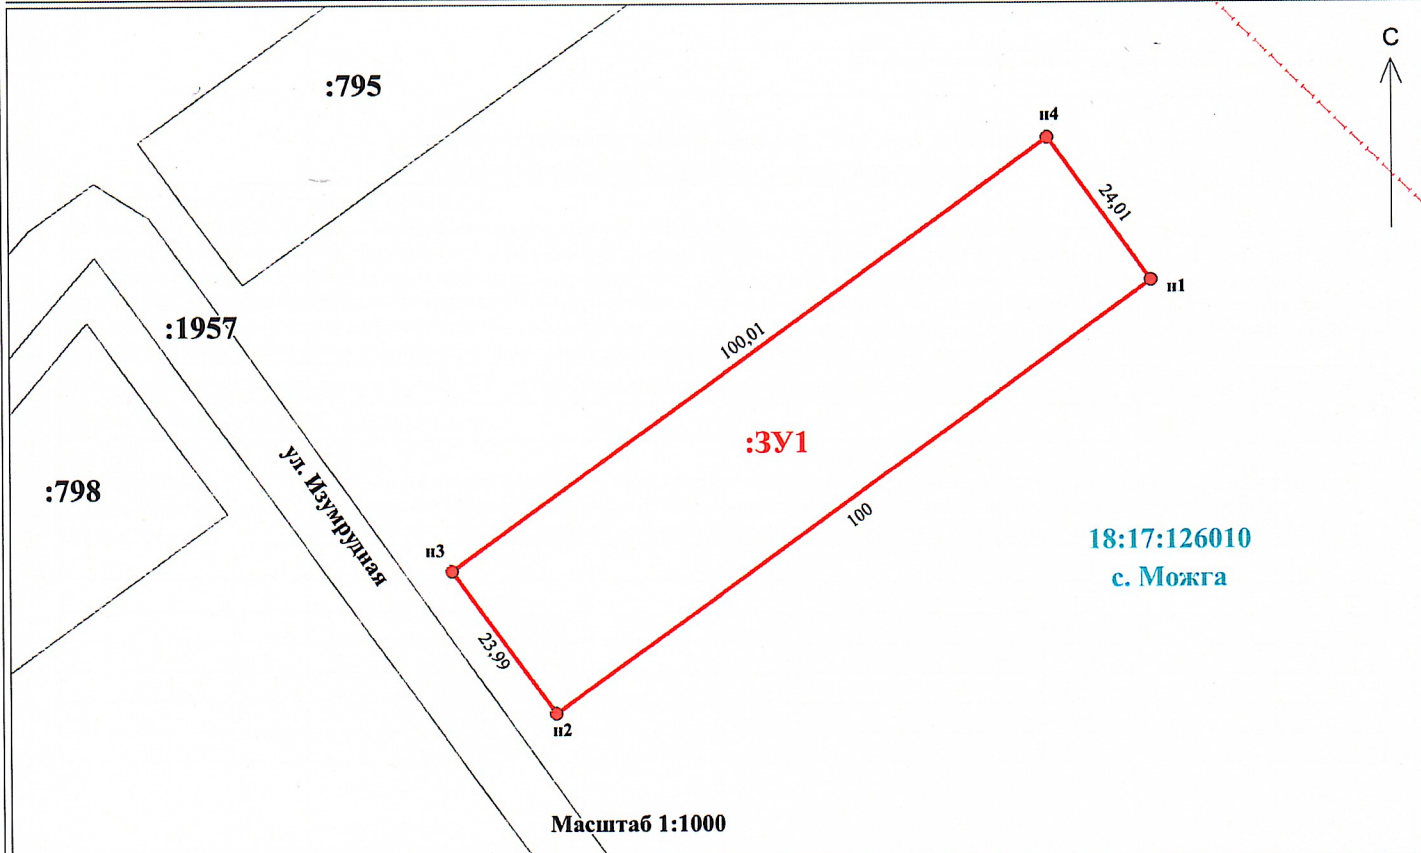 :795
С
н4
24,01
н1
:1957
100,01
:ЗУ1
ул. Изумрудная
:798
100
18:17:126010
с. Можга
н3
23,99
н2
Масштаб 1:1000